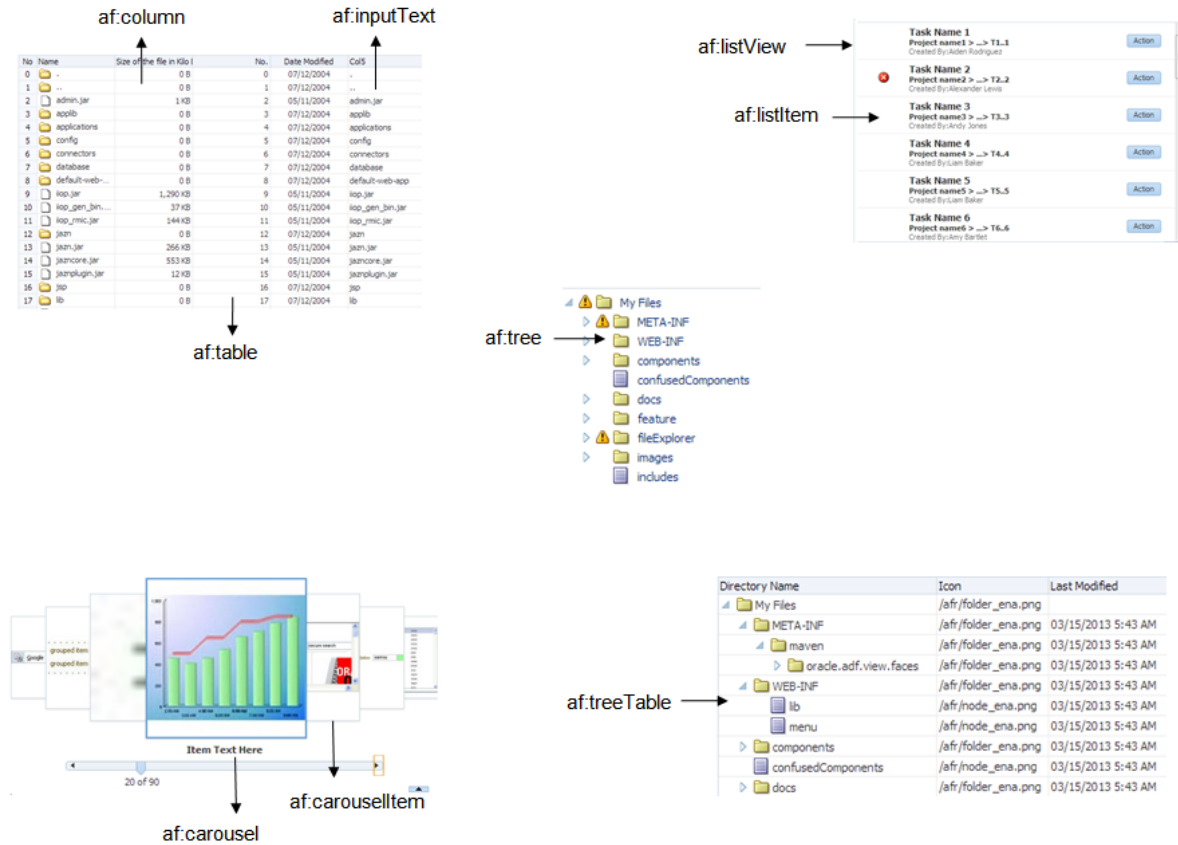 af:column
af:inputText
No Name Size of the file in Kilo No. Date Modified Col5
0 . 0 B 0 07/12/2004 .
1 .. 0 B 1 07/12/2004 ..
2 admin.jar 1 KB 2 05/11/2004 admin.jar
3 applib 0 B 3 07/12/2004 applib
4 applications 0 B 4 07/12/2004 applications
5 config 0 B 5 07/12/2004 config
6 connectors 0 B 6 07/12/2004 connectors
7 database 0 B 7 07/12/2004 database
8 default-web-... 0 B 8 07/12/2004 default-web-app
9 iiop.jar 1,290 KB 9 05/11/2004 iiop.jar
10 iiop_gen_bin.... 37 KB 10 05/11/2004 iiop_gen_bin.jar
11 iiop_rmic.jar 144 KB 11 05/11/2004 iiop_rmic.jar
12 jazn 0 B 12 07/12/2004 jazn
13 jazn.jar 266 KB 13 05/11/2004 jazn.jar
14 jazncore.jar 553 KB 14 05/11/2004 jazncore.jar
15 jaznplugin.jar 12 KB 15 05/11/2004 jaznplugin.jar
16 jsp 0 B 16 07/12/2004 jsp
17 lib 0 B 17 07/12/2004 lib
af:table
af:listView
af:listItem
Task Name 1
Project name1 > ...> T1..1
Created By:Aiden Rodriguez
Action
Task Name 2
Project name2 > ...> T2..2
Created By:Alexander Lewis
Action
Task Name 3
Project name3 > ...> T3..3
Created By:Andy Jones
Action
Task Name 4
Project name4 > ...> T4..4
Created By:Liam Baker
Action
Task Name 5
Project name5 > ...> T5..5
Created By:Liam Baker
Action
Task Name 6
Project name6 > ...> T6..6
Created By:Amy Bartlet
Action
af:tree
My Files
META-INF
WEB-INF
components
confusedComponents
docs
feature
fileExplorer
images
includes
Google
grouped item
grouped item
secure search
Item Text Here
20 of 90
af:carouselItem
af:carousel
af:treeTable
Directory Name Icon Last Modified
My Files /afr/folder_ena.png
META-INF /afr/folder_ena.png 03/15/2013 5:43 AM
maven /afr/folder_ena.png 03/15/2013 5:43 AM
oracle.adf.view.faces /afr/folder_ena.png 03/15/2013 5:43 AM
WEB-INF /afr/folder_ena.png 03/15/2013 5:43 AM
lib /afr/node_ena.png 03/15/2013 5:43 AM
menu /afr/node_ena.png 03/15/2013 5:43 AM
components /afr/folder_ena.png 03/15/2013 5:43 AM
confusedComponents /afr/node_ena.png 03/15/2013 5:43 AM
docs /afr/folder_ena.png 03/15/2013 5:43 AM